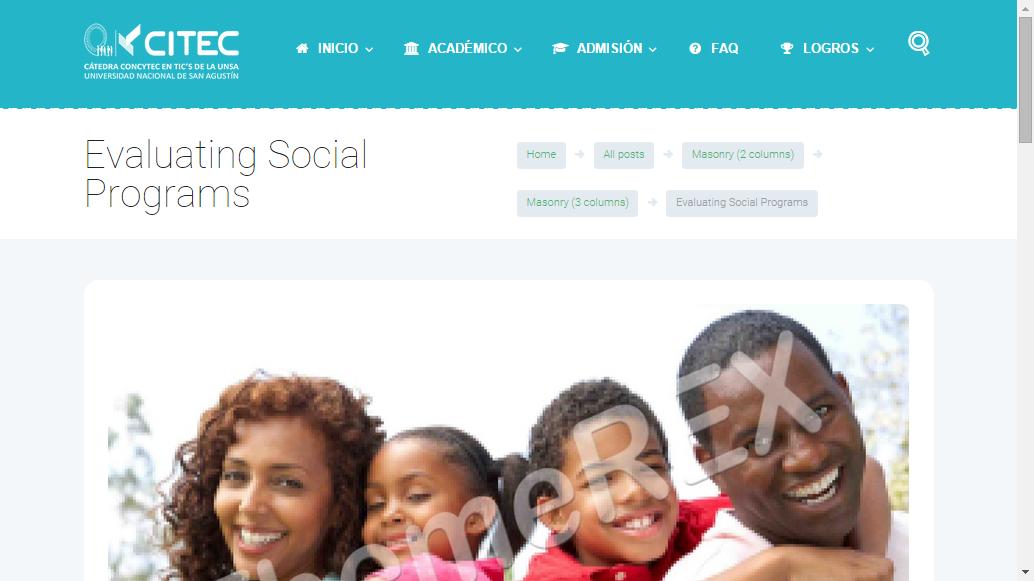 CITEC
CÁTEDRA CONCYTEC EN TIC'S DE LA UNSA
UNIVERSIDAD NACIONAL DE SAN AGUSTÍN
INICIO ACADÉMICO ADMISIÓN FAQ LOGROS
Evaluating Social
Programs
Home All posts Masonry (2 columns)
Masonry (3 columns) Evaluating Social Programs
ThemeREX